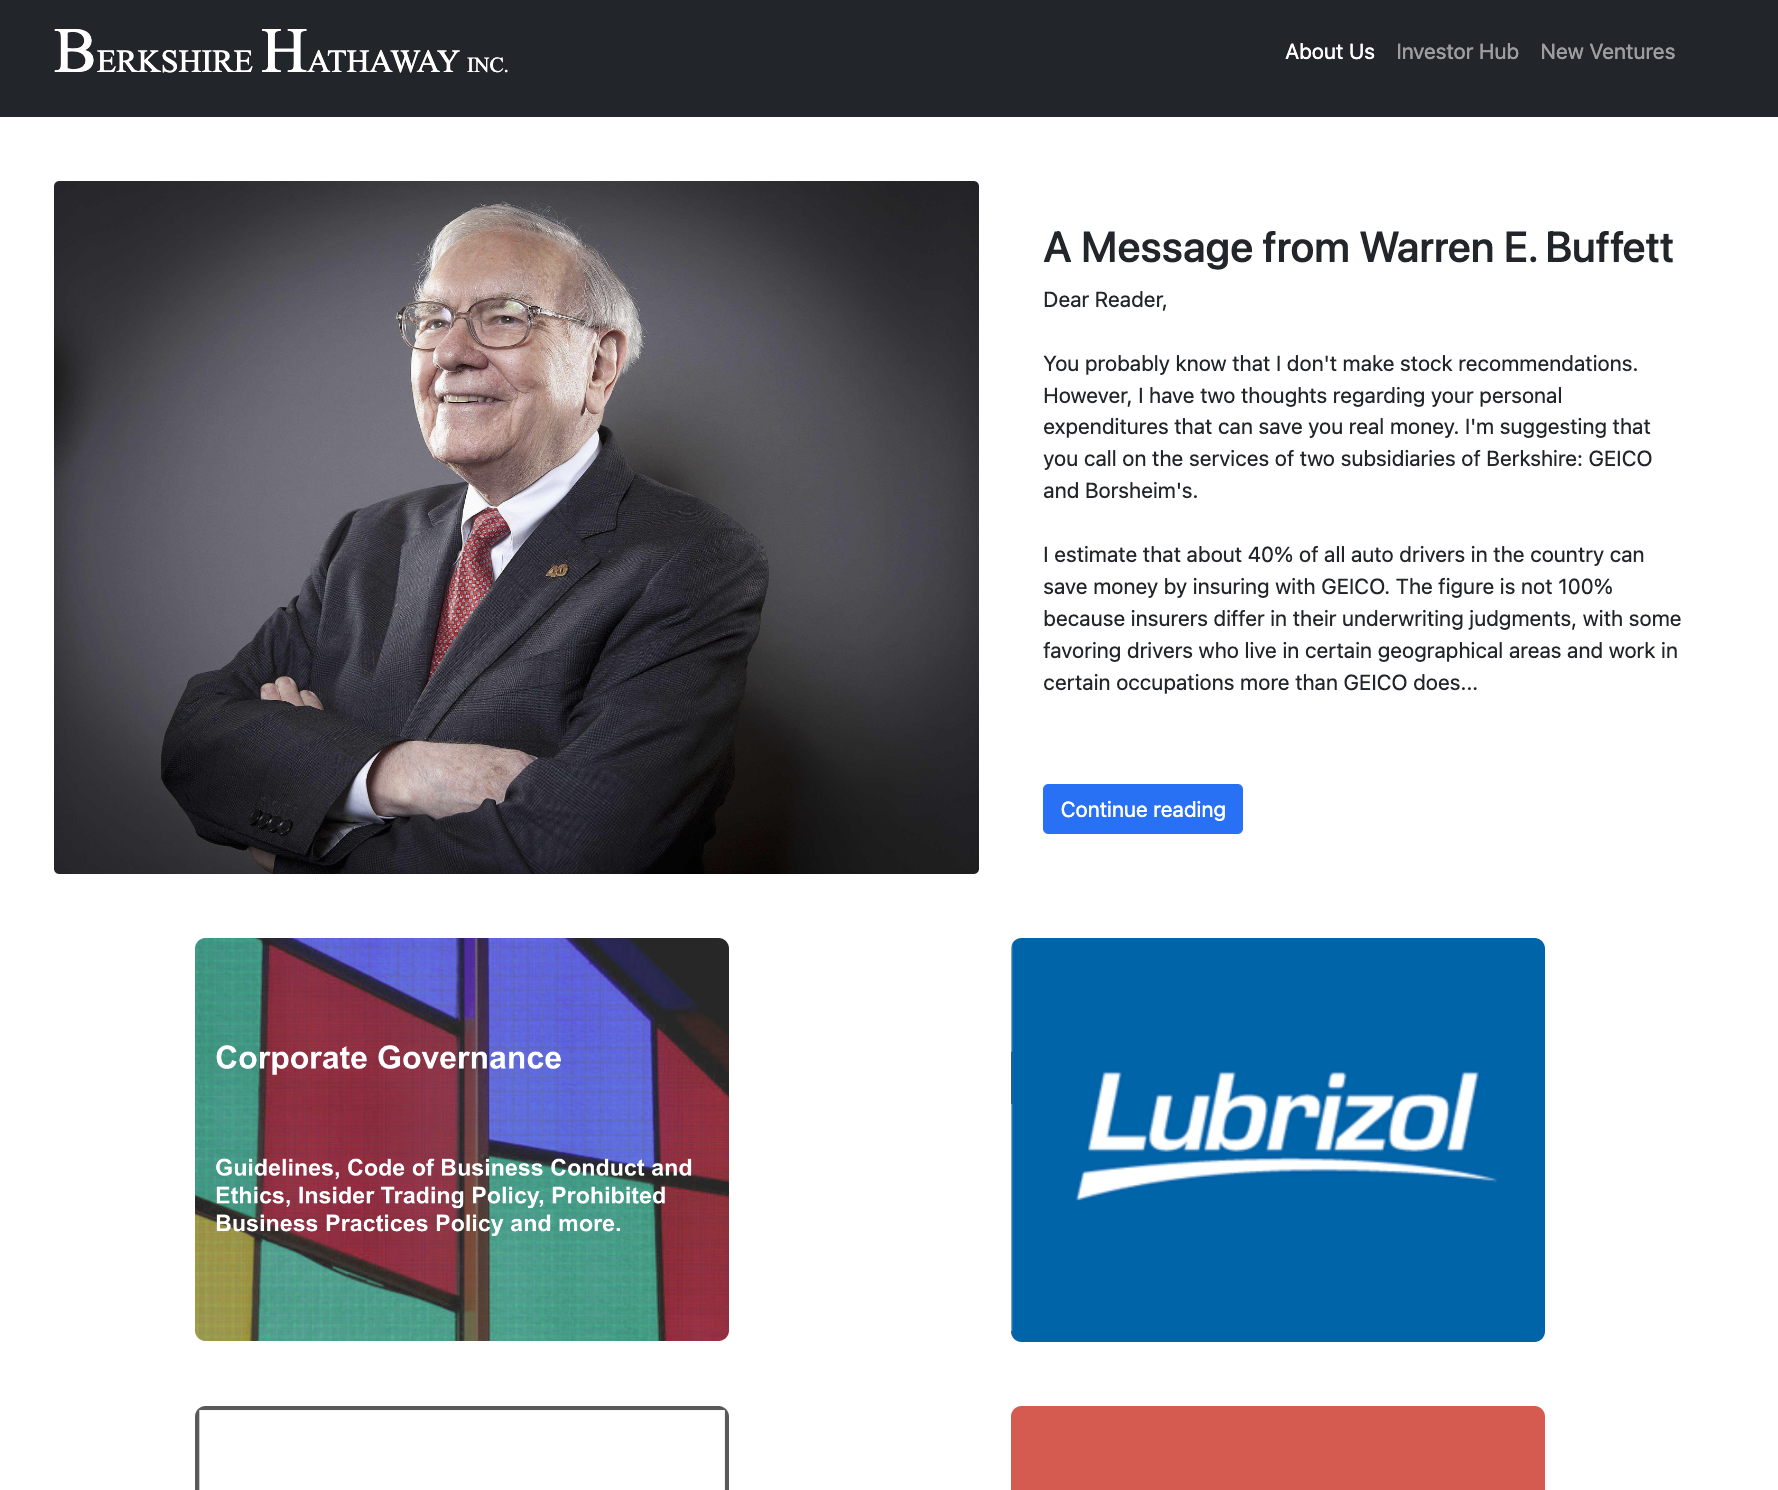 BERKSHIRE HATHAWAY INC.
About Us Investor Hub New Ventures
A Message from Warren E. Buffett
Dear Reader,
You probably know that I don't make stock recommendations.
However, I have two thoughts regarding your personal
expenditures that can save you real money. I'm suggesting that
you call on the services of two subsidiaries of Berkshire: GEICO
and Borsheim's.
I estimate that about 40% of all auto drivers in the country can
save money by insuring with GEICO. The figure is not 100%
because insurers differ in their underwriting judgments, with some
favoring drivers who live in certain geographical areas and work in
certain occupations more than GEICO does...
Continue reading
Corporate Governance
Guidelines, Code of Business Conduct and
Ethics, Insider Trading Policy, Prohibited
Business Practices Policy and more.
Lubrizol